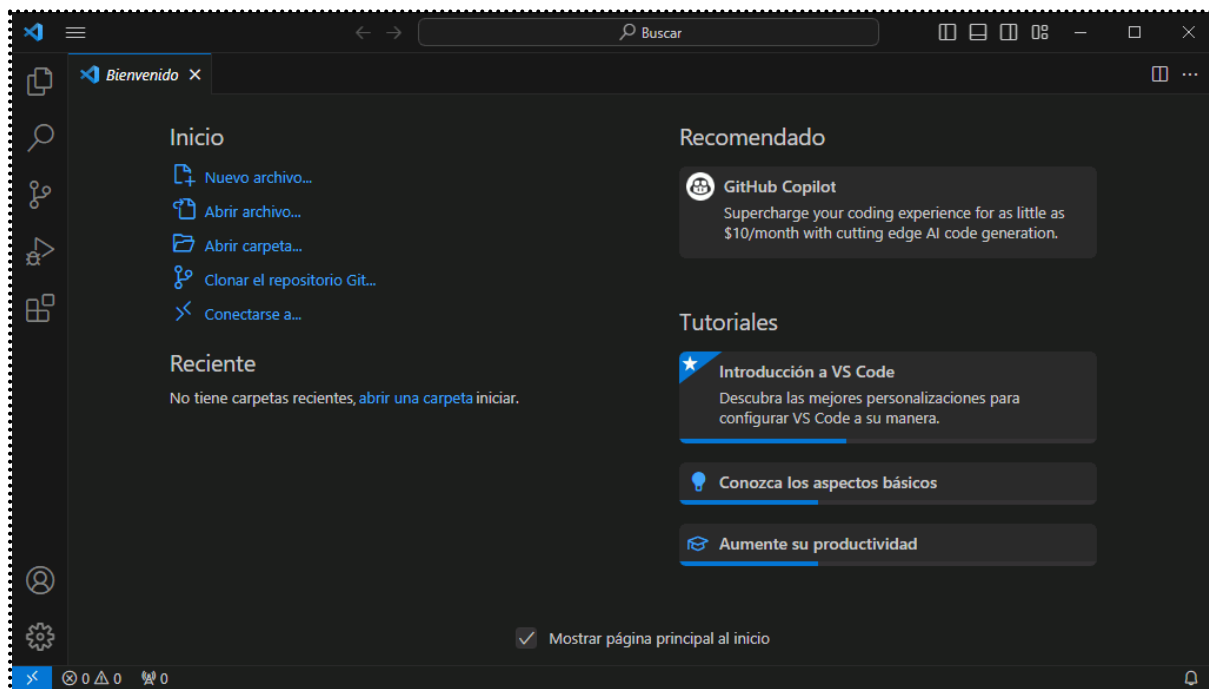 Buscar
Bienvenido
Inicio
Nuevo archivo...
Abrir archivo...
Abrir carpeta...
Clonar el repositorio Git...
Conectarse a...
Reciente
No tiene carpetas recientes, abrir una carpeta iniciar.
Recomendado
GitHub Copilot
Supercharge your coding experience for as little as
$10/month with cutting edge AI code generation.
Tutoriales
Introducción a VS Code
Descubra las mejores personalizaciones para
configurar VS Code a su manera.
Conozca los aspectos básicos
Aumente su productividad
Mostrar página principal al inicio
0 0 0